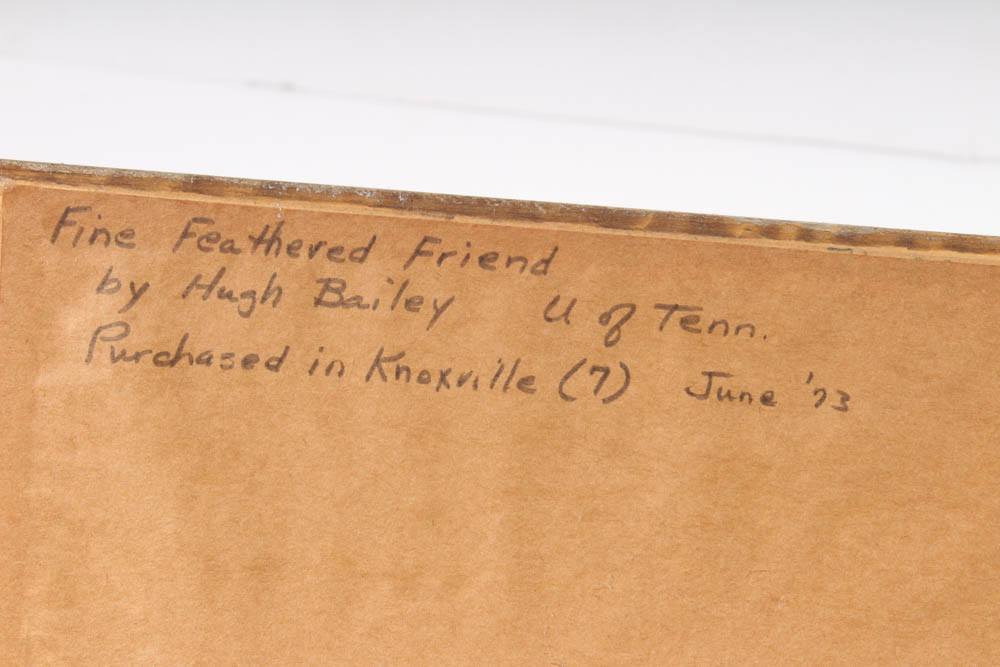 Fine Feathered Friend
by Hugh Bailey U of Tenn.
Purchased in Knoxville (7) June '73